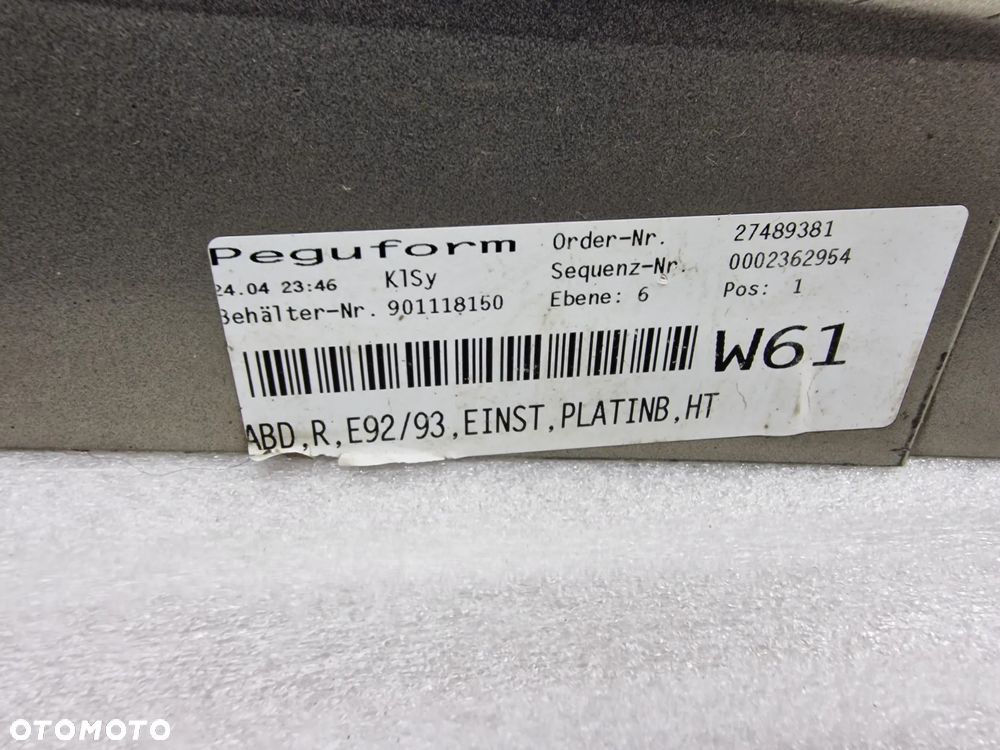 Peguform
24.04 23:46 KlSy
Behälter-Nr. 901118150
Order-Nr. 27489381
Sequenz-Nr. 0002362954
Ebene: 6 Pos: 1
W61
ABD,R,E92/93,EINST,PLATINB,HT
OTOMOTO